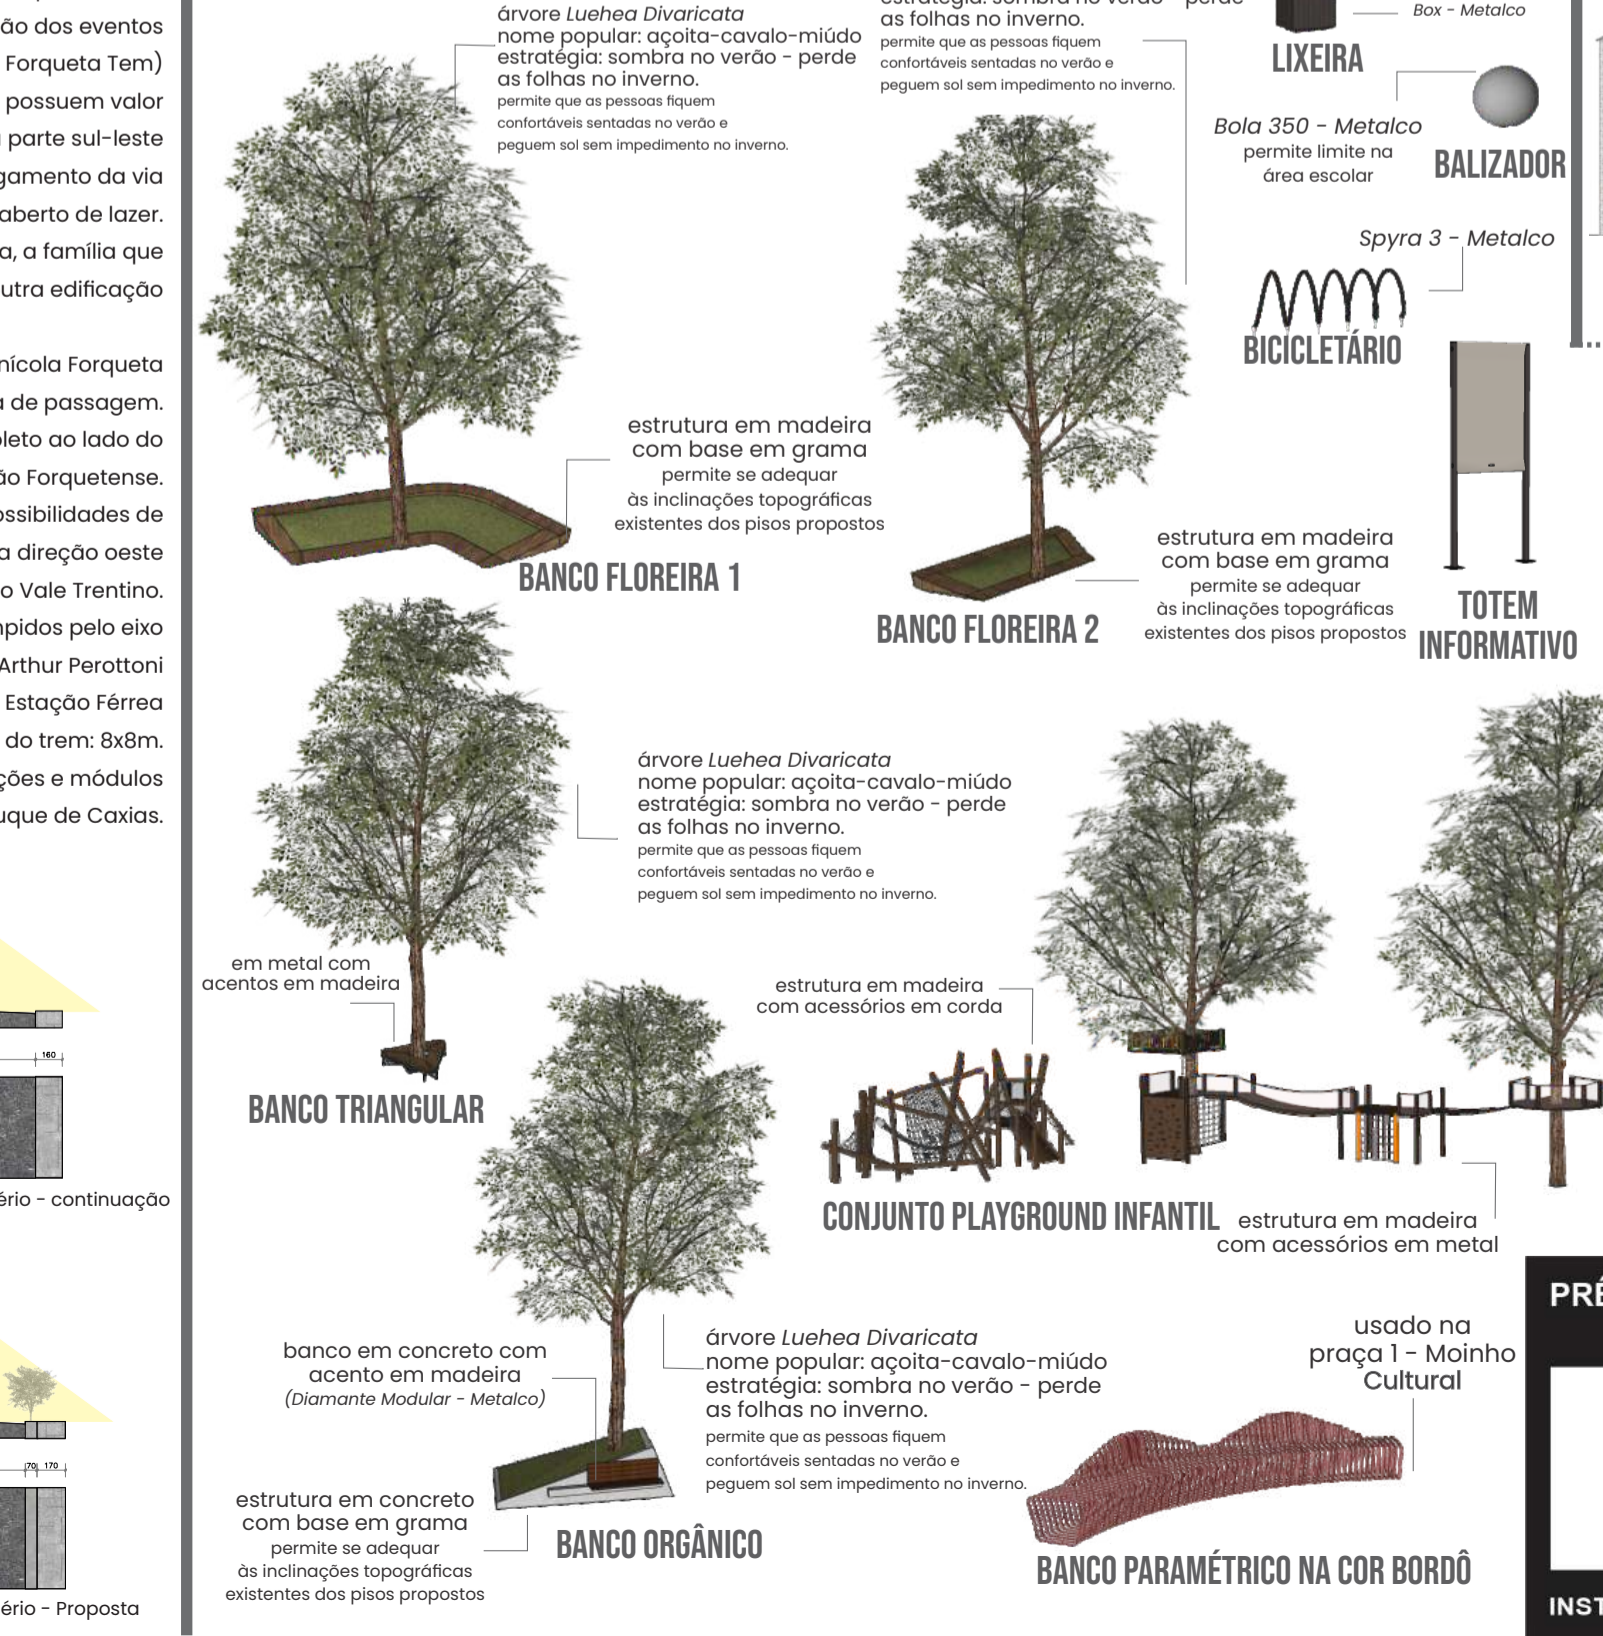 ão dos eventos
Forqueta Tem)
possuem valor
parte sul-leste
gamento da via
aberto de lazer.
a, a família que
utra edificação
nícola Forqueta
a de passagem.
leto ao lado do
ão Forquetense.
ossibilidades de
a direção oeste
o Vale Trentino.
npidos pelo eixo
Arthur Perottoni
Estação Férrea
do trem: 8x8m.
ções e módulos
uque de Caxias.
160
ério - continuação
70 170
ério - Proposta
árvore Luehea Divaricata
nome popular: açoita-cavalo-miúdo
estratégia: sombra no verão - perde
as folhas no inverno.
permite que as pessoas fiquem
confortáveis sentadas no verão e
peguem sol sem impedimento no inverno.
estrutura em madeira
com base em grama
permite se adequar
às inclinações topográficas
existentes dos pisos propostos
BANCO FLOREIRA 1
estratégia: sombra no verão - perde
as folhas no inverno.
permite que as pessoas fiquem
confortáveis sentadas no verão e
peguem sol sem impedimento no inverno.
estrutura em madeira
com base em grama
permite se adequar
às inclinações topográficas
existentes dos pisos propostos
BANCO FLOREIRA 2
Box - Metalco
LIXEIRA
Bola 350 - Metalco
permite limite na
área escolar
BALIZADOR
Spyra 3 - Metalco
BICICLETÁRIO
TOTEM
INFORMATIVO
árvore Luehea Divaricata
nome popular: açoita-cavalo-miúdo
estratégia: sombra no verão - perde
as folhas no inverno.
permite que as pessoas fiquem
confortáveis sentadas no verão e
peguem sol sem impedimento no inverno.
em metal com
acentos em madeira
BANCO TRIANGULAR
estrutura em madeira
com acessórios em corda
CONJUNTO PLAYGROUND INFANTIL
estrutura em madeira
com acessórios em metal
banco em concreto com
acento em madeira
(Diamante Modular - Metalco)
árvore Luehea Divaricata
nome popular: açoita-cavalo-miúdo
estratégia: sombra no verão - perde
as folhas no inverno.
permite que as pessoas fiquem
confortáveis sentadas no verão e
peguem sol sem impedimento no inverno.
estrutura em concreto
com base em grama
permite se adequar
às inclinações topográficas
existentes dos pisos propostos
BANCO ORGÂNICO
usado na
praça 1 - Moinho
Cultural
BANCO PARAMÉTRICO NA COR BORDÔ
PRÉ
INST